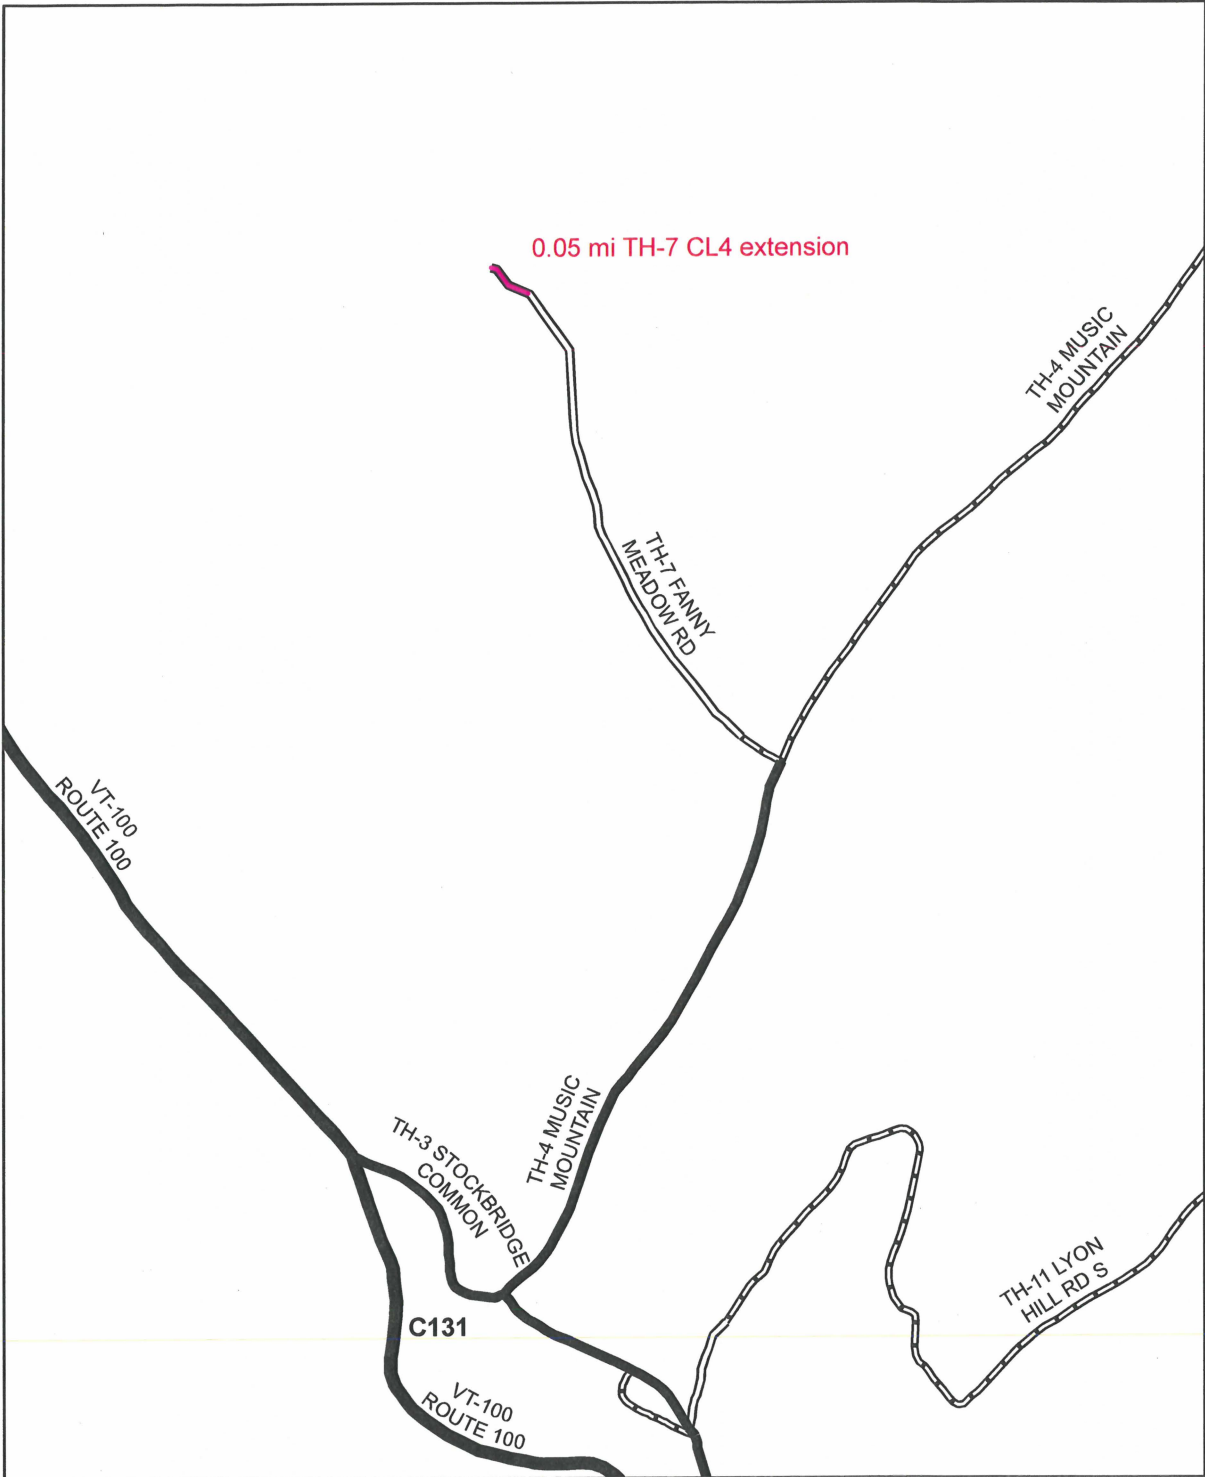 0.05 mi TH-7 CL4 extension
TH-4 MUSIC
MOUNTAIN
TH-7 FANNY
MEADOW RD
VT-100
ROUTE 100
TH-3 STOCKBRIDGE
COMMON
TH-4 MUSIC
MOUNTAIN
TH-11 LYON
HILL RD S
C131
VT-100
ROUTE 100